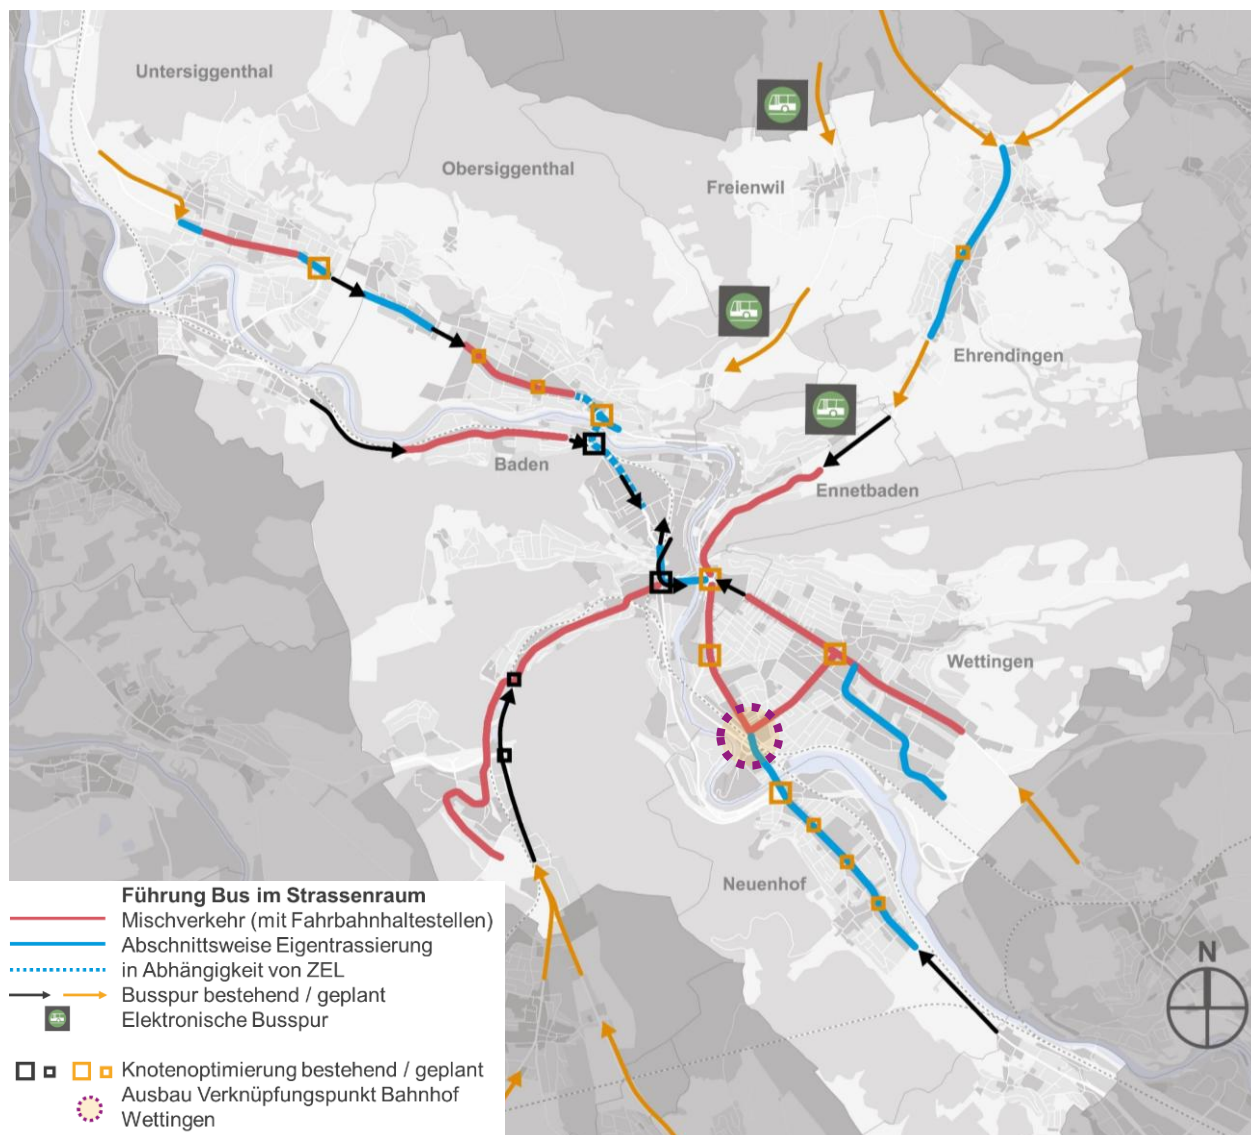 Untersiggenthal
Obersiggenthal
Freienwil
Ehrendingen
Baden
Ennetbaden
Wettingen
Neuenhof
N
Führung Bus im Strassenraum
Mischverkehr (mit Fahrbahnhaltestellen)
Abschnittsweise Eigentrassierung
in Abhängigkeit von ZEL
Busspur bestehend / geplant
Elektronische Busspur
Knotenoptimierung bestehend / geplant
Ausbau Verknüpfungspunkt Bahnhof
Wettingen